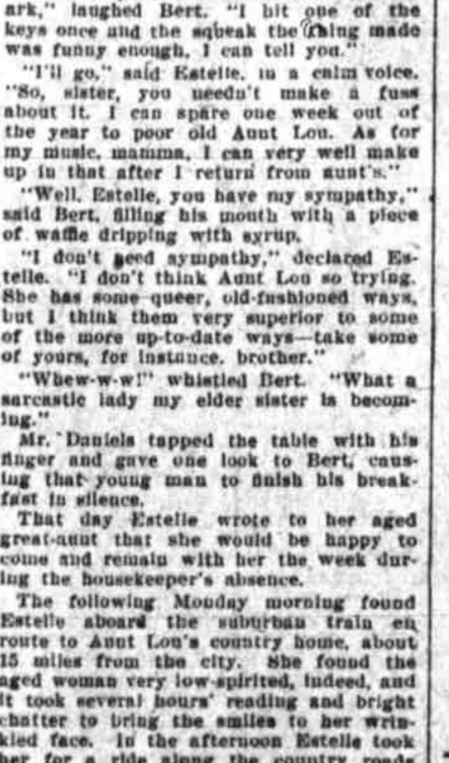 ark," laughed Bert. "I hit one of the
keys once and the squeak the thing made
was funny enough, I can tell you."
"I'll go," said Estelle, in a calm voice.
"So, sister, you needn't make a fuss
about it. I can spare one week out of
the year to poor old Aunt Lou. As for
my music, mamma, I can very well make
up in that after I return from aunt's."
"Well, Estelle, you have my sympathy,"
said Bert, filling his mouth with a piece
of waffle dripping with syrup.
"I don't need sympathy," declared Es-
telle. "I don't think Aunt Lou so trying.
She has some queer, old-fashioned ways,
but I think them very superior to some
of the more up-to-date ways—take some
of yours, for instance, brother."
"Whew-w-w!" whistled Bert. "What a
sarcastic lady my elder sister is becom-
ing."
Mr. Daniels tapped the table with his
finger and gave one look to Bert, caus-
ing that young man to finish his break-
fast in silence.
That day Estelle wrote to her aged
great-aunt that she would be happy to
come and remain with her the week dur-
ing the housekeeper's absence.
The following Monday morning found
Estelle aboard the suburban train en
route to Aunt Lou's country home, about
15 miles from the city. She found the
aged woman very low-spirited, indeed, and
it took several hours' reading and bright
chatter to bring the smiles to her wrin-
kled face. In the afternoon Estelle took
her for a ride along the country roads